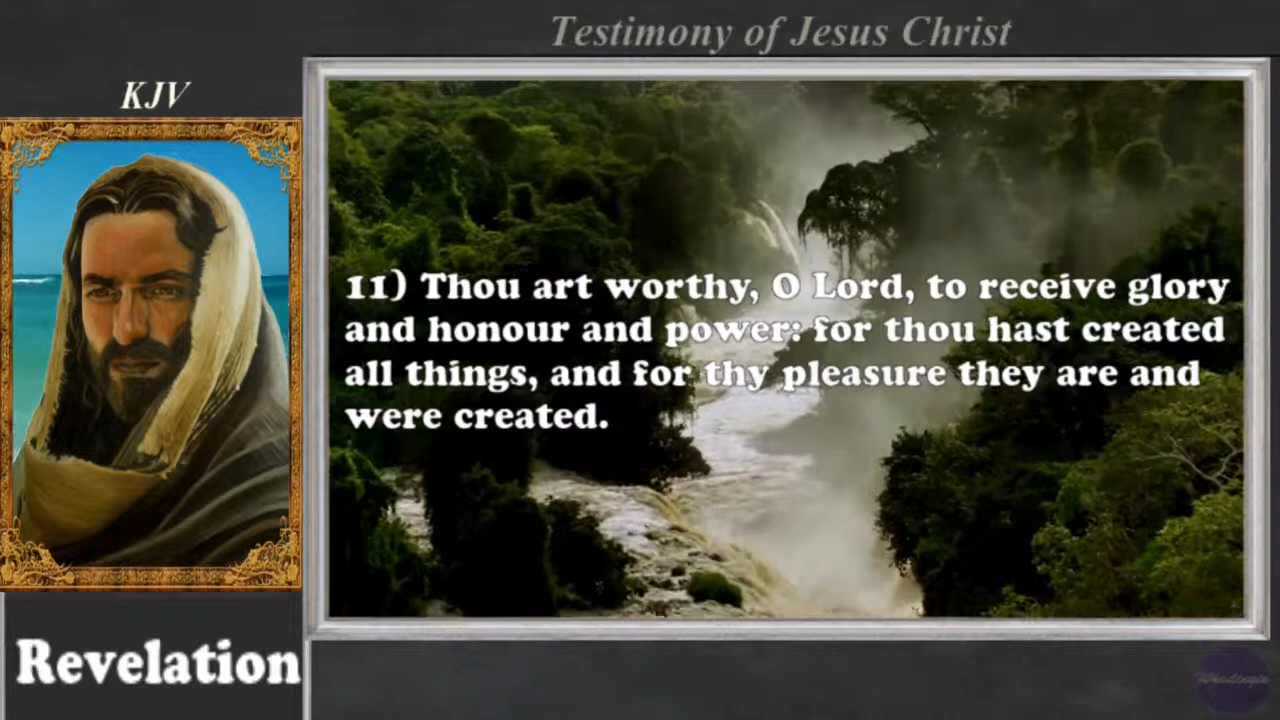 Testimony of Jesus Christ
KJV
11) Thou art worthy, O Lord, to receive glory
and honour and power: for thou hast created
all things, and for thy pleasure they are and
were created.
Revelation